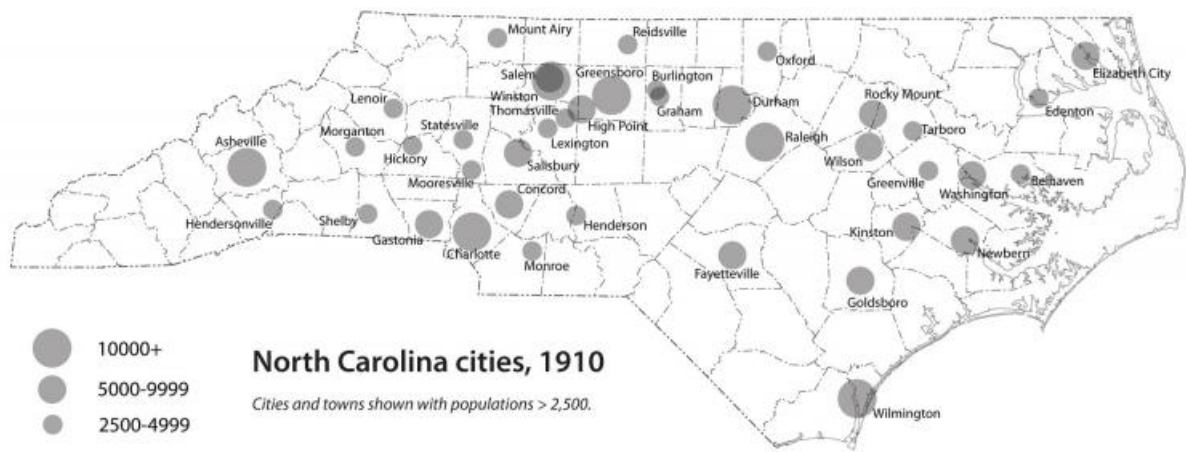 Mount Airy
Reidsville
Oxford
Elizabeth City
Salem
Greensboro
Burlington
Winston
Durham
Rocky Mount
Edenton
Lenoir
Thomasville
Graham
Statesville
High Point
Tarboro
Morganton
Asheville
Lexington
Raleigh
Hickory
Salisbury
Wilson
Mooresville
Greenville
Belhaven
Concord
Washington
Hendersonville
Shelby
Henderson
Kinston
Gastonia
Charlotte
Newbern
Monroe
Fayetteville
Goldsboro
Wilmington
10000+
5000-9999
2500-4999
North Carolina cities, 1910
Cities and towns shown with populations > 2,500.